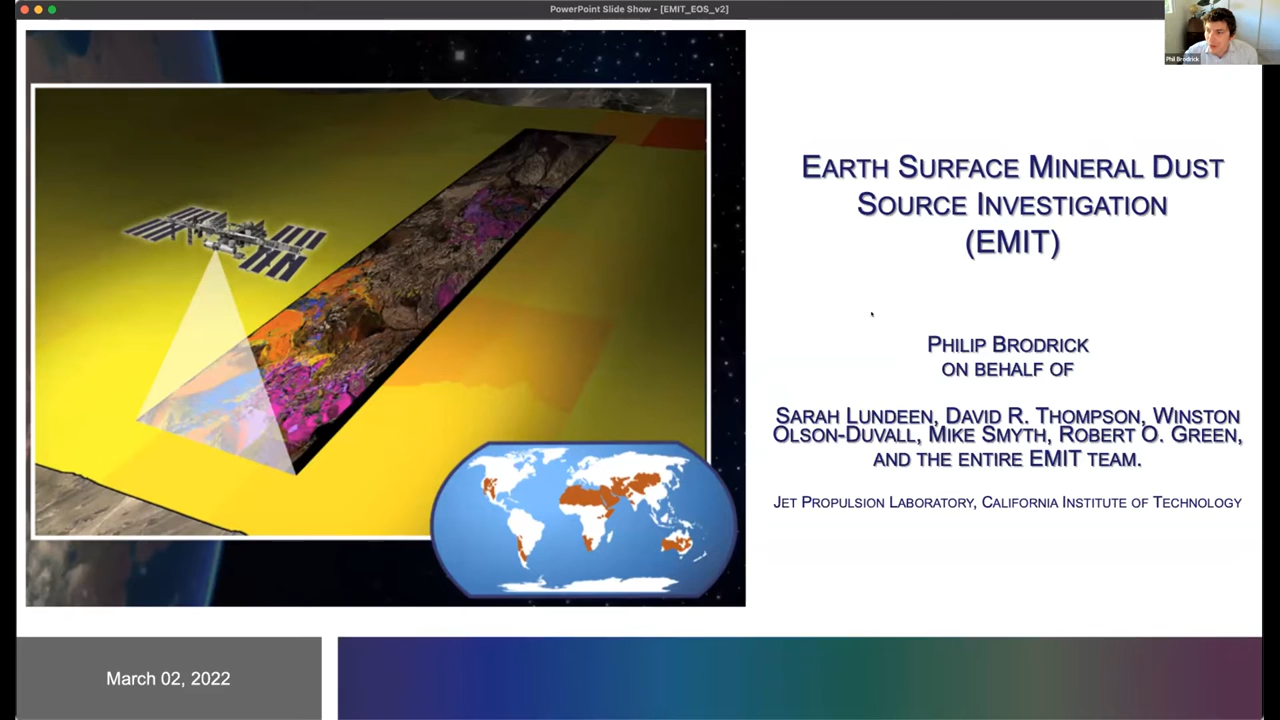 PowerPoint Slide Show - [EMIT_EOS_v2]
Phil Brodrick
EARTH SURFACE MINERAL DUST
SOURCE INVESTIGATION
(EMIT)
PHILIP BRODRICK
ON BEHALF OF
SARAH LUNDEEN, DAVID R. THOMPSON, WINSTON
OLSON-DUVALL, MIKE SMYTH, ROBERT O. GREEN,
AND THE ENTIRE EMIT TEAM.
JET PROPULSION LABORATORY, CALIFORNIA INSTITUTE OF TECHNOLOGY
March 02, 2022